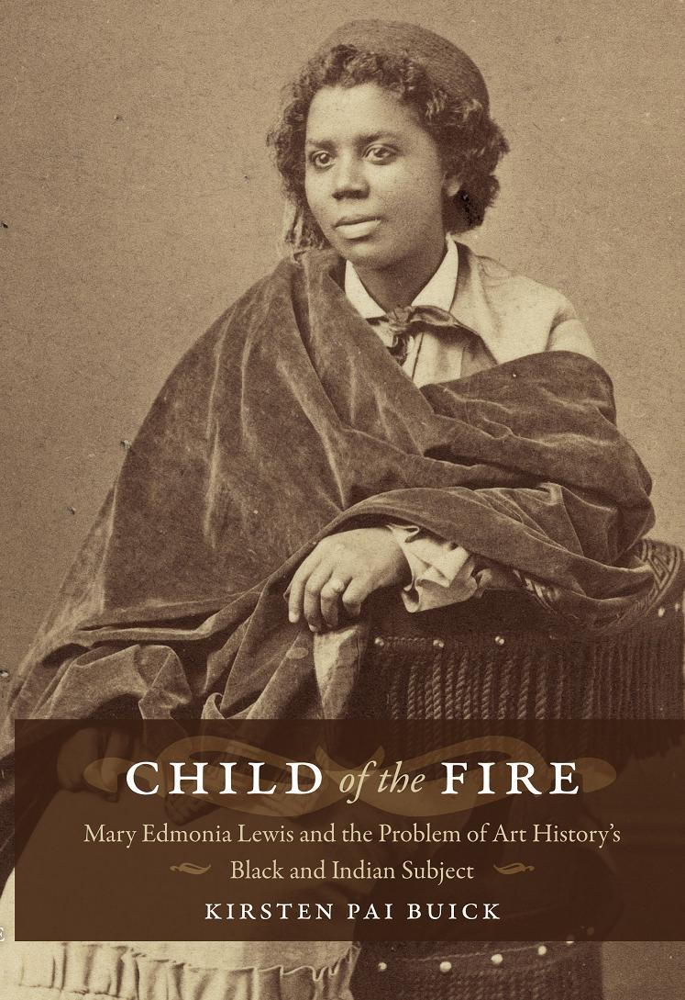 CHILD of the FIRE
Mary Edmonia Lewis and the Problem of Art History's
Black and Indian Subject
KIRSTEN PAI BUICK
E